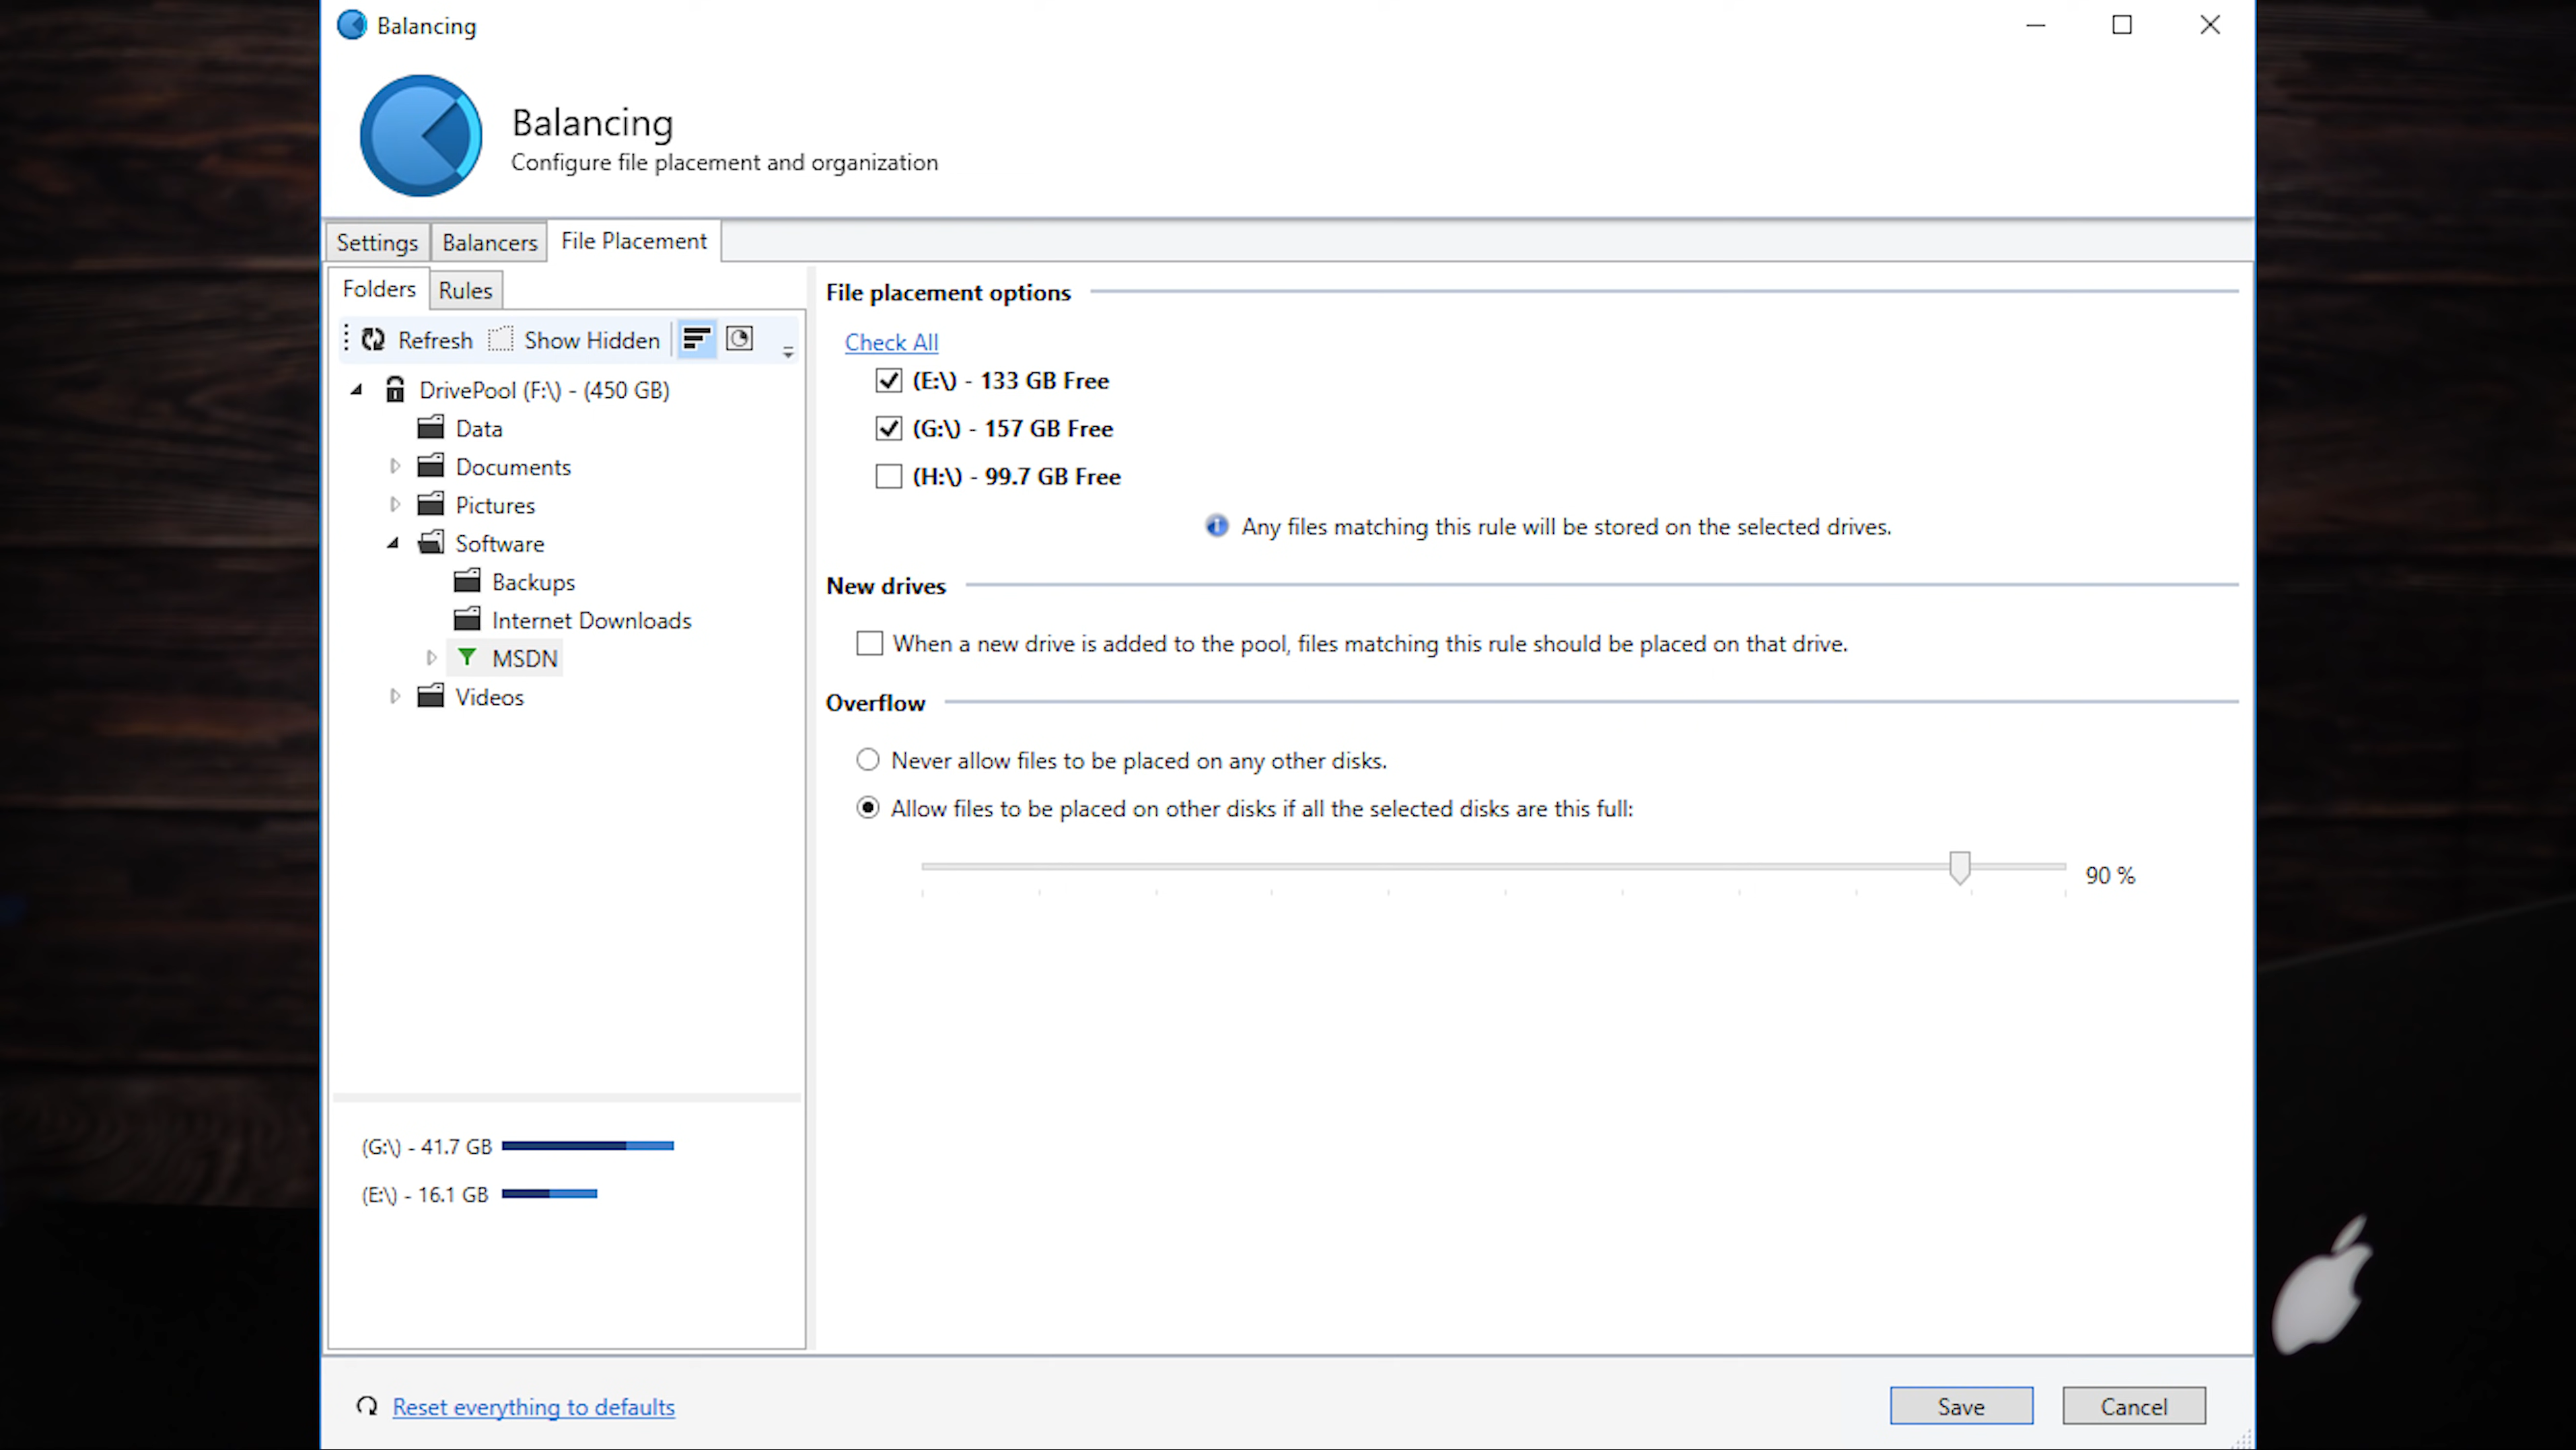 Balancing
Balancing
Configure file placement and organization
Settings Balancers File Placement
Folders Rules
Refresh Show Hidden
DrivePool (F:\) - (450 GB)
Data
Documents
Pictures
Software
Backups
Internet Downloads
MSDN
Videos
(G:\) - 41.7 GB
(E:\) - 16.1 GB
File placement options
Check All
(E:\) - 133 GB Free
(G:\) - 157 GB Free
(H:\) - 99.7 GB Free
Any files matching this rule will be stored on the selected drives.
New drives
When a new drive is added to the pool, files matching this rule should be placed on that drive.
Overflow
Never allow files to be placed on any other disks.
Allow files to be placed on other disks if all the selected disks are this full:
90 %
Reset everything to defaults
Save Cancel